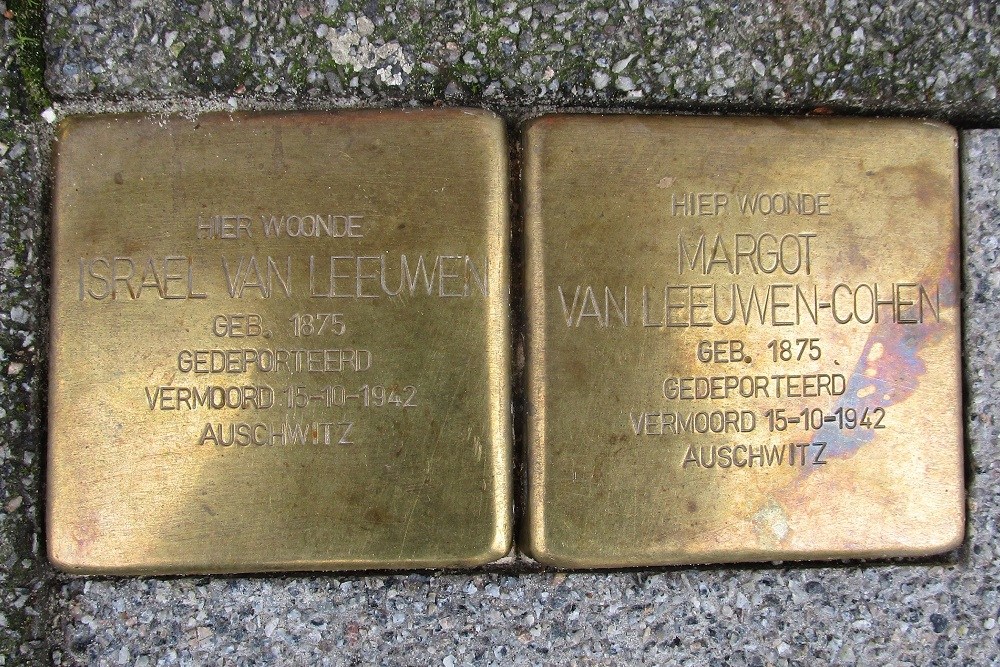 HIER WOONDE
ISRAEL VAN LEEUWEN
GEB. 1875
GEDEPORTEERD
VERMOORD 15-10-1942
AUSCHWITZ
HIER WOONDE
MARGOT
VAN LEEUWEN-COHEN
GEB. 1875
GEDEPORTEERD
VERMOORD 15-10-1942
AUSCHWITZ